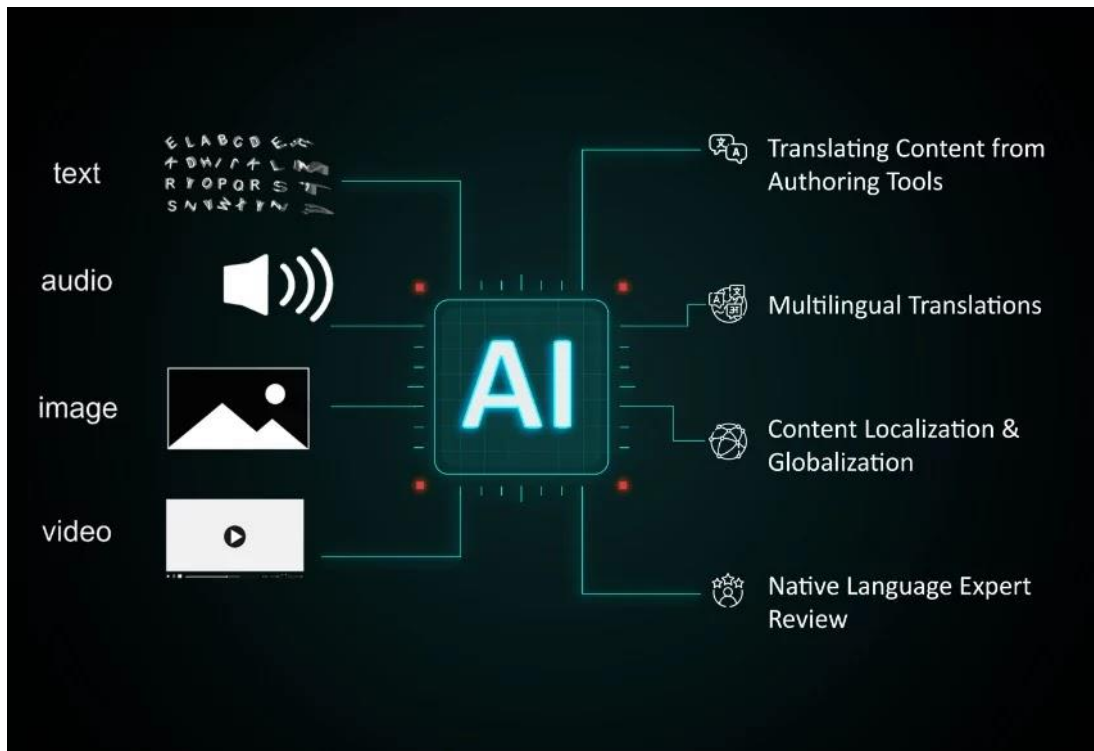 text
E L A B C D E
R Y O P Q R S
audio
image
video
AI
Translating Content from
Authoring Tools
Multilingual Translations
Content Localization &
Globalization
Native Language Expert
Review